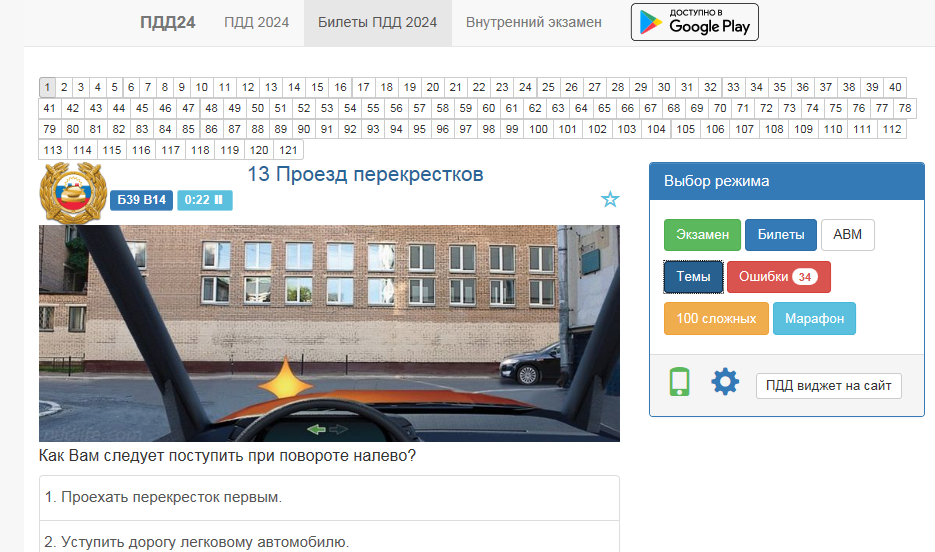 ПДД24 ПДД 2024 Билеты ПДД 2024 Внутренний экзамен ДОСТУПНО В Google Play
1 2 3 4 5 6 7 8 9 10 11 12 13 14 15 16 17 18 19 20 21 22 23 24 25 26 27 28 29 30 31 32 33 34 35 36 37 38 39 40
41 42 43 44 45 46 47 48 49 50 51 52 53 54 55 56 57 58 59 60 61 62 63 64 65 66 67 68 69 70 71 72 73 74 75 76 77 78
79 80 81 82 83 84 85 86 87 88 89 90 91 92 93 94 95 96 97 98 99 100 101 102 103 104 105 106 107 108 109 110 111 112
113 114 115 116 117 118 119 120 121
13 Проезд перекрестков
Б39 В14 0:22
Как Вам следует поступить при повороте налево?
1. Проехать перекресток первым.
2. Уступить дорогу легковому автомобилю.
Выбор режима
Экзамен Билеты ABM
Темы Ошибки 34
100 сложных Марафон
ПДД виджет на сайт